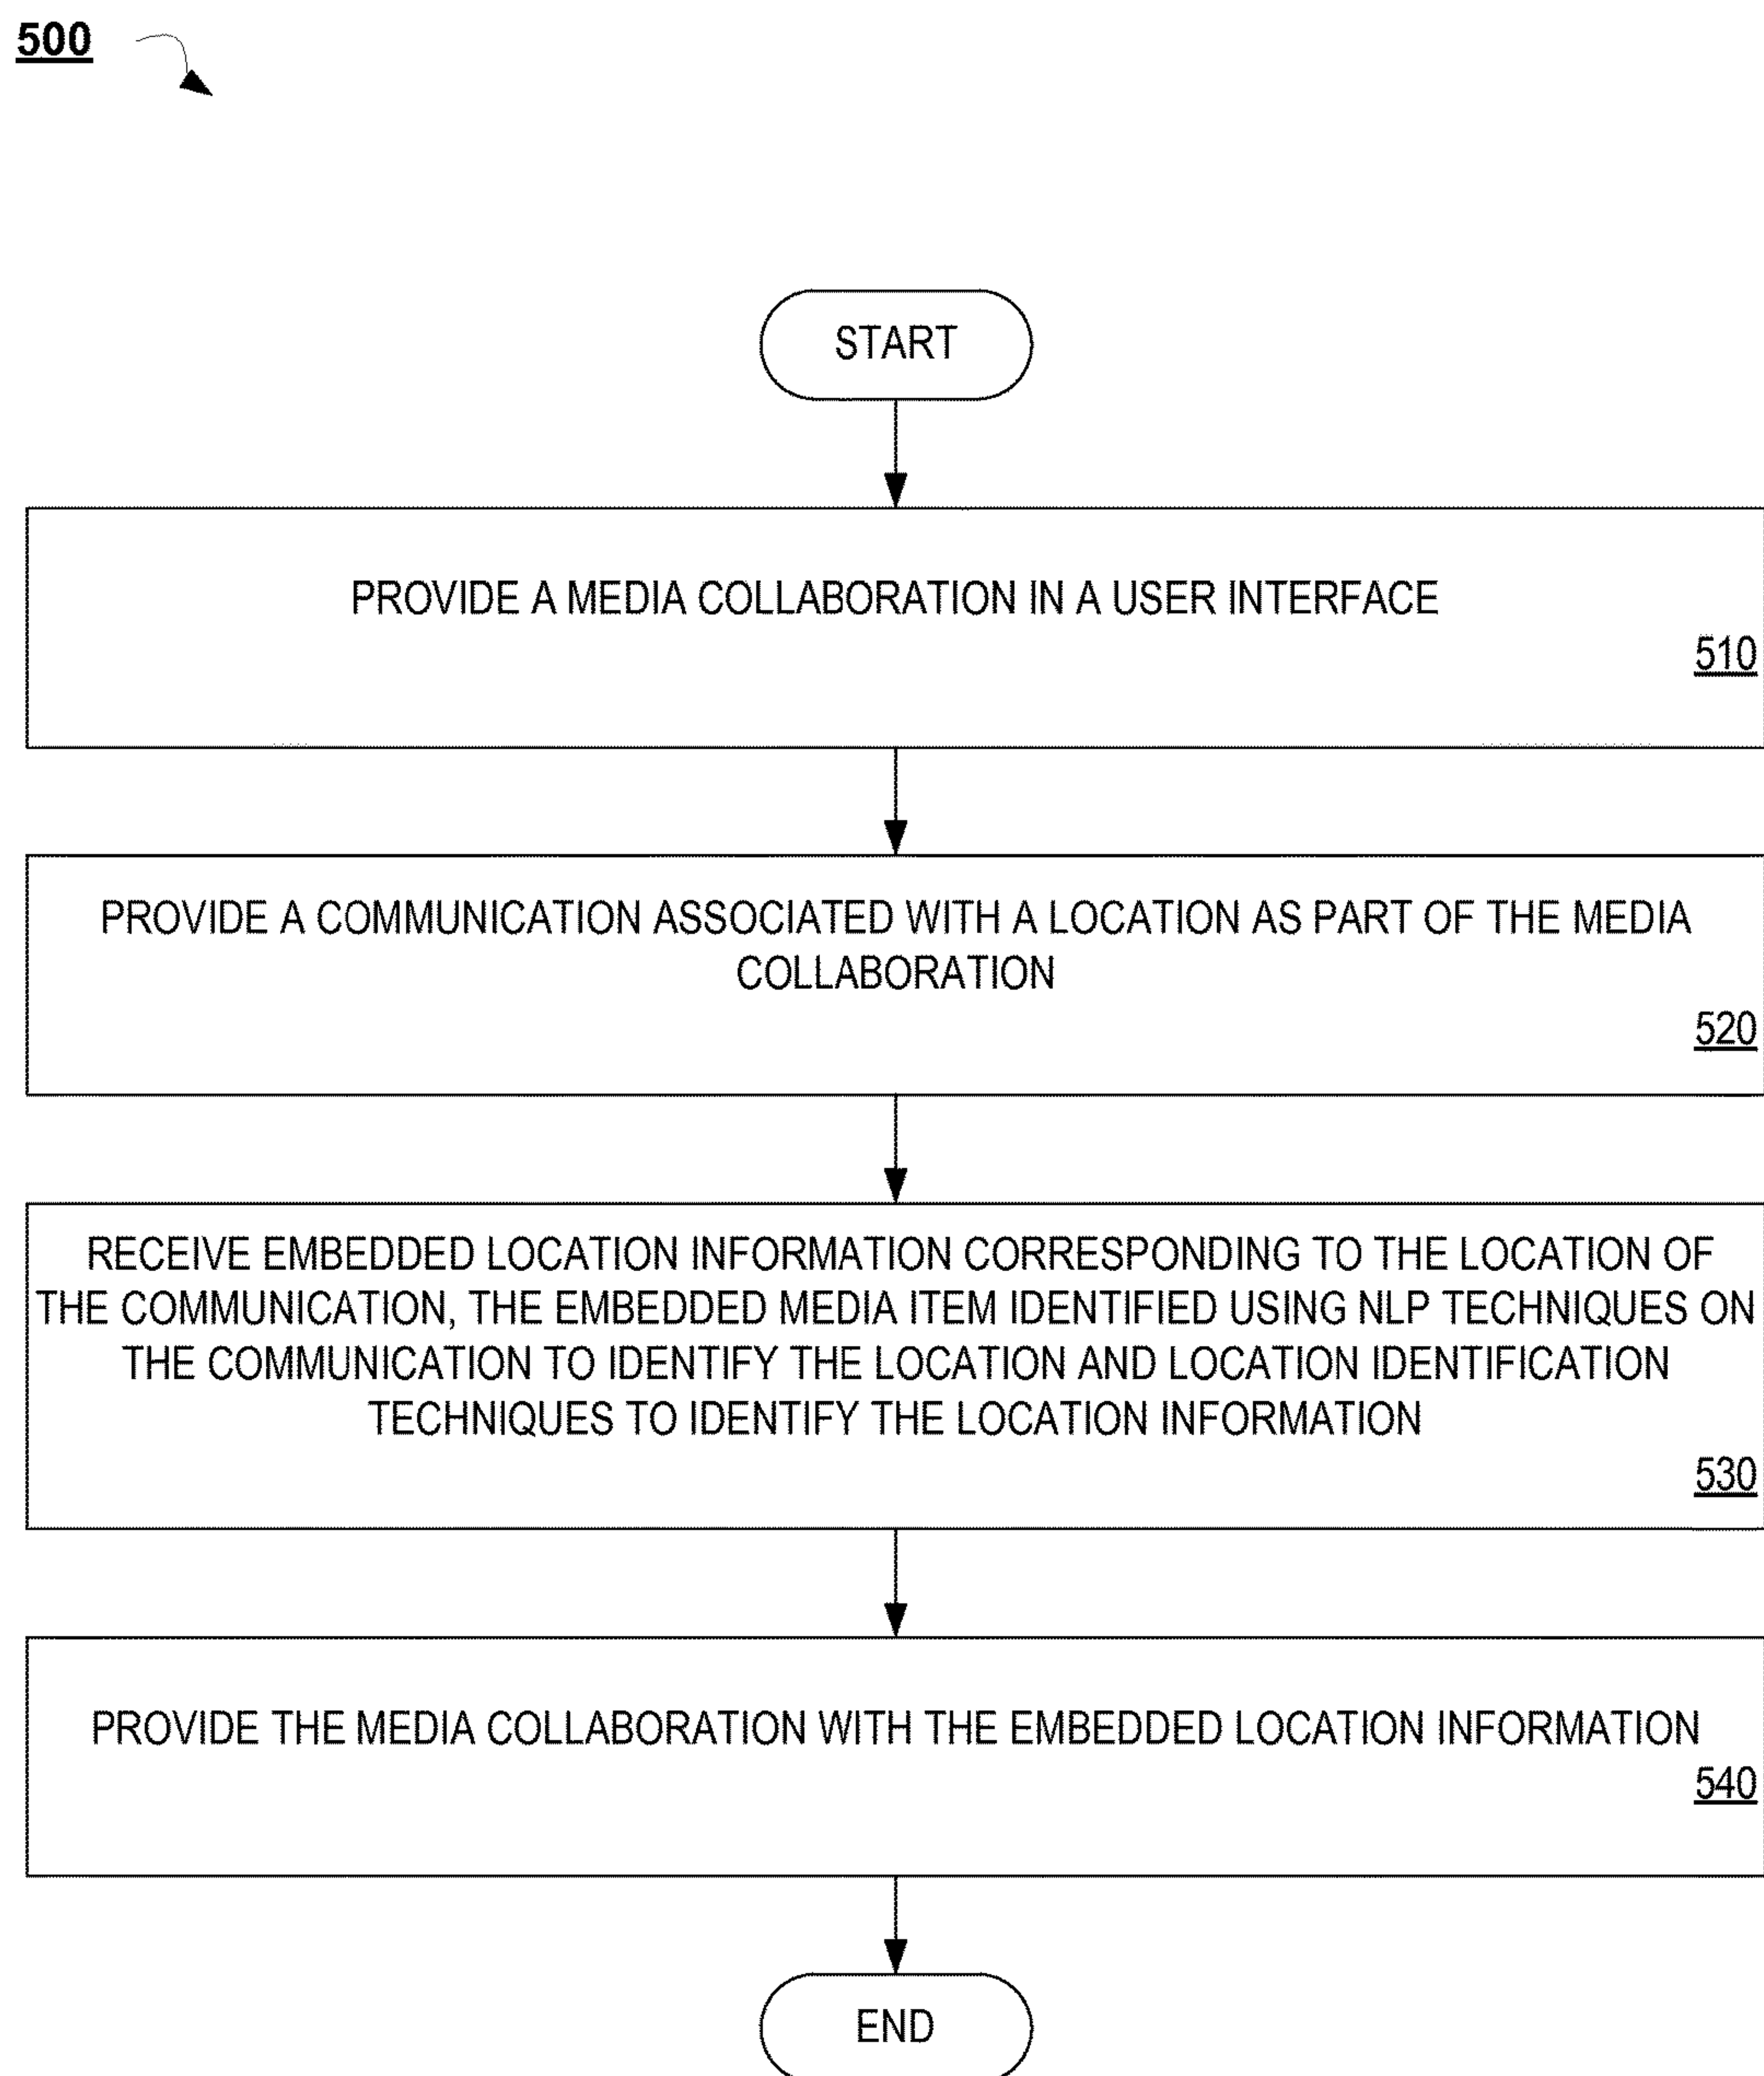 500
START
PROVIDE A MEDIA COLLABORATION IN A USER INTERFACE
510
PROVIDE A COMMUNICATION ASSOCIATED WITH A LOCATION AS PART OF THE MEDIA
COLLABORATION
520
RECEIVE EMBEDDED LOCATION INFORMATION CORRESPONDING TO THE LOCATION OF
THE COMMUNICATION, THE EMBEDDED MEDIA ITEM IDENTIFIED USING NLP TECHNIQUES ON
THE COMMUNICATION TO IDENTIFY THE LOCATION AND LOCATION IDENTIFICATION
TECHNIQUES TO IDENTIFY THE LOCATION INFORMATION
530
PROVIDE THE MEDIA COLLABORATION WITH THE EMBEDDED LOCATION INFORMATION
540
END